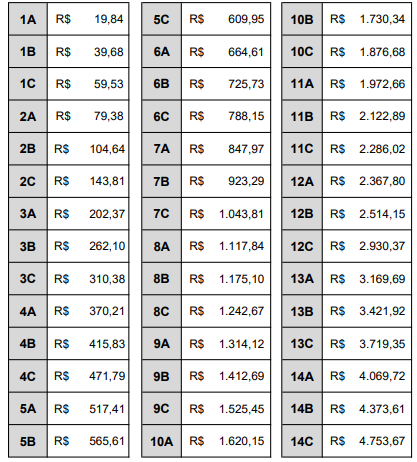 1A R$ 19,84
1B R$ 39,68
1C R$ 59,53
2A R$ 79,38
2B R$ 104,64
2C R$ 143,81
3A R$ 202,37
3B R$ 262,10
3C R$ 310,38
4A R$ 370,21
4B R$ 415,83
4C R$ 471,79
5A R$ 517,41
5B R$ 565,61
5C R$ 609,95
6A R$ 664,61
6B R$ 725,73
6C R$ 788,15
7A R$ 847,97
7B R$ 923,29
7C R$ 1.043,81
8A R$ 1.117,84
8B R$ 1.175,10
8C R$ 1.242,67
9A R$ 1.314,12
9B R$ 1.412,69
9C R$ 1.525,45
10A R$ 1.620,15
10B R$ 1.730,34
10C R$ 1.876,68
11A R$ 1.972,66
11B R$ 2.122,89
11C R$ 2.286,02
12A R$ 2.367,80
12B R$ 2.514,15
12C R$ 2.930,37
13A R$ 3.169,69
13B R$ 3.421,92
13C R$ 3.719,35
14A R$ 4.069,72
14B R$ 4.373,61
14C R$ 4.753,67